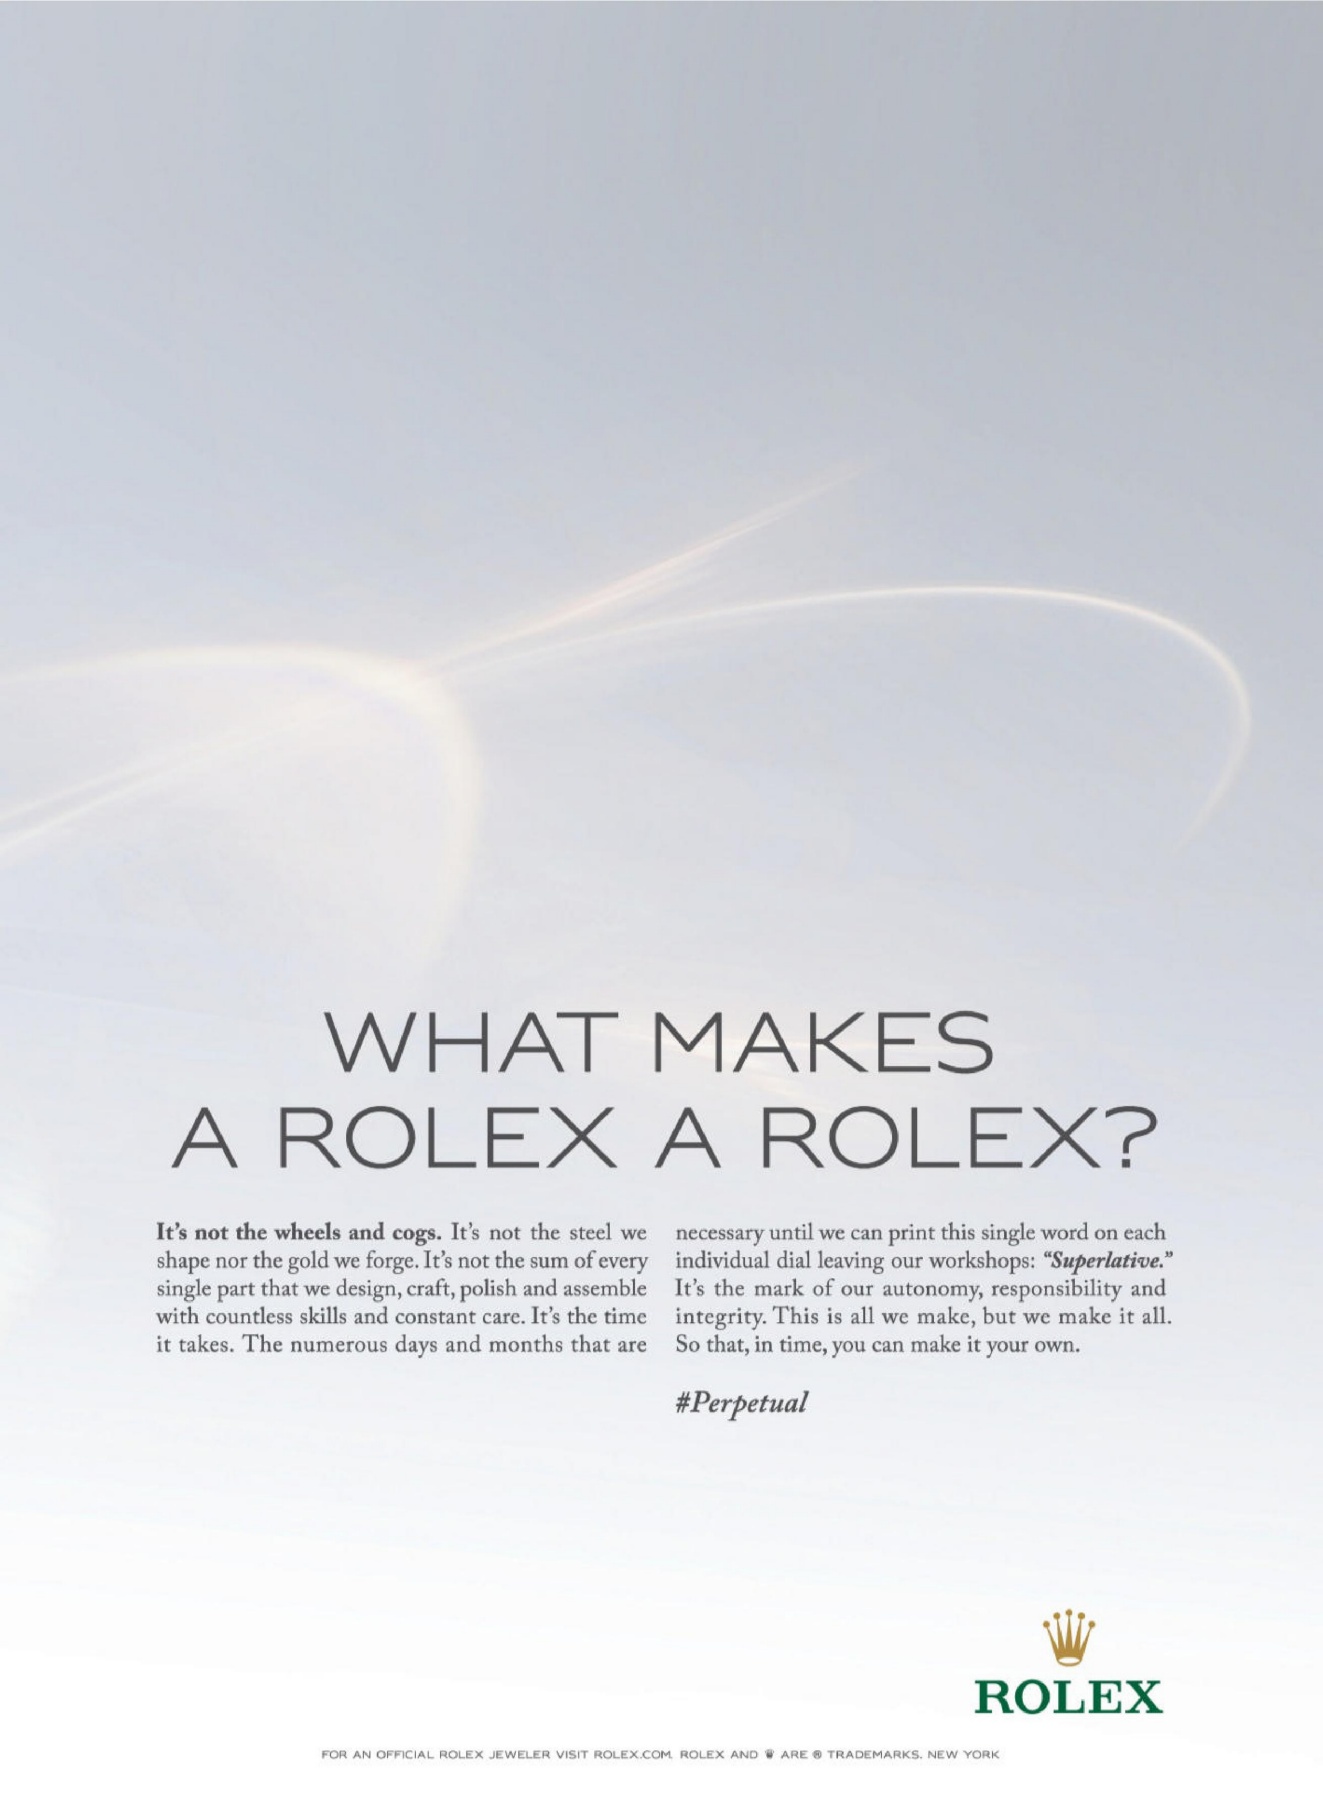 WHAT MAKES
A ROLEX A ROLEX?
It's not the wheels and cogs. It's not the steel we
shape nor the gold we forge. It's not the sum of every
single part that we design, craft, polish and assemble
with countless skills and constant care. It's the time
it takes. The numerous days and months that are
necessary until we can print this single word on each
individual dial leaving our workshops: “Superlative.”
It's the mark of our autonomy, responsibility and
integrity. This is all we make, but we make it all.
So that, in time, you can make it your own.
#Perpetual
ROLEX
FOR AN OFFICIAL ROLEX JEWELER VISIT ROLEX.COM. ROLEX AND ARE ® TRADEMARKS. NEW YORK